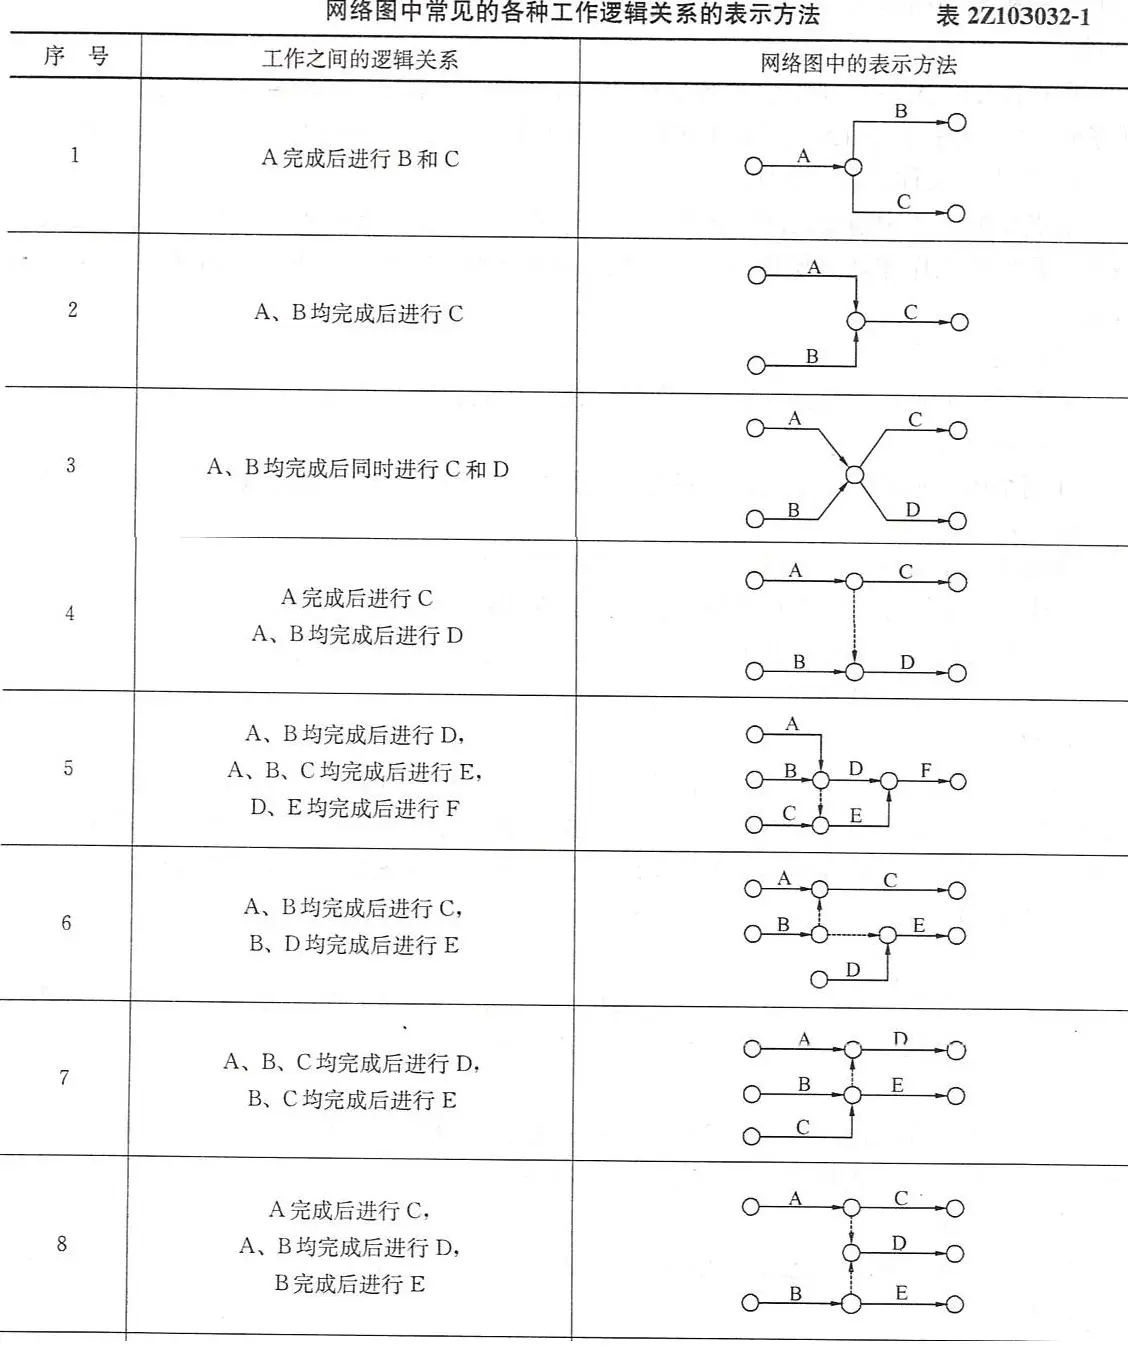 网络图中常见的各种工作逻辑关系的表示方法 表 2Z103032-1
序 号 工作之间的逻辑关系 网络图中的表示方法
1 A 完成后进行 B 和 C
A B C
2 A、B 均完成后进行 C
A B C
3 A、B 均完成后同时进行 C 和 D
A C B D
4 A 完成后进行 C
A、B 均完成后进行 D
A C B D
5 A、B 均完成后进行 D,
A、B、C 均完成后进行 E,
D、E 均完成后进行 F
A B D F C E
6 A、B 均完成后进行 C,
B、D 均完成后进行 E
A C B E D
7 A、B、C 均完成后进行 D,
B、C 均完成后进行 E
A D B E C
8 A 完成后进行 C,
A、B 均完成后进行 D,
B 完成后进行 E
A C D B E